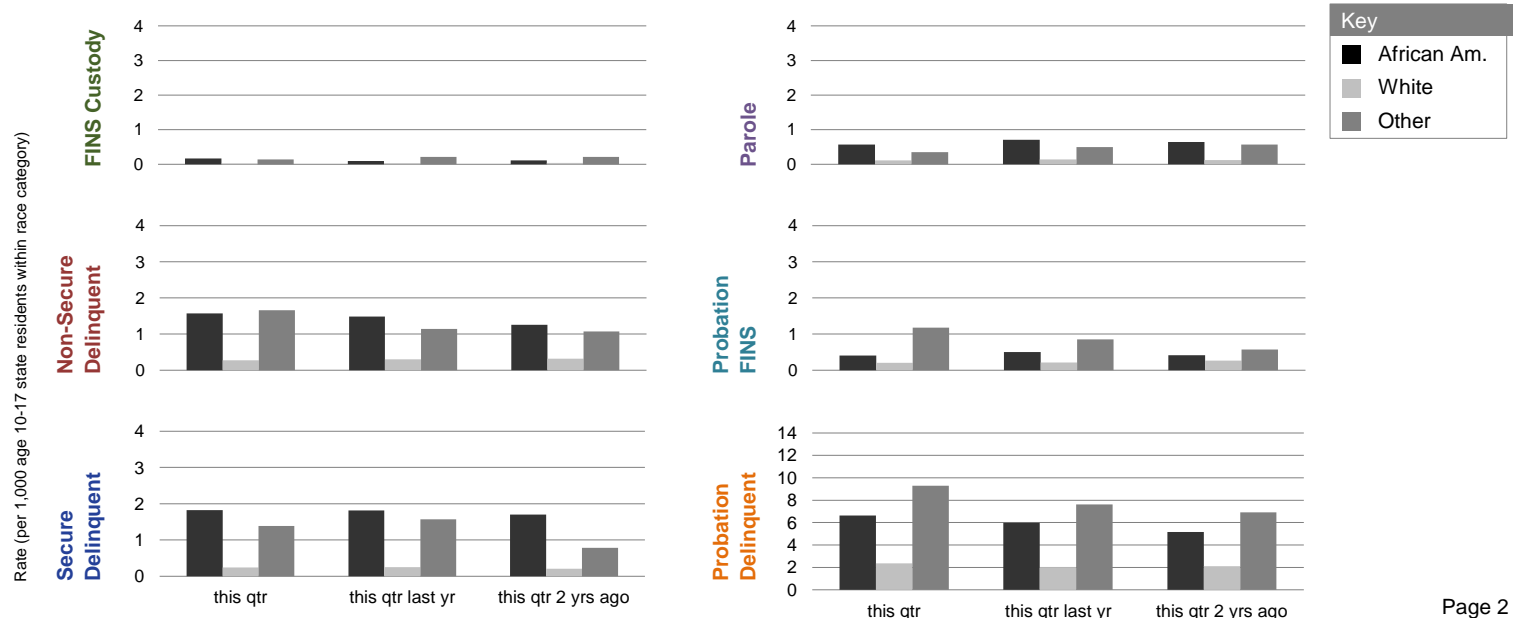 Rate (per 1,000 age 10-17 state residents within race category)
FINS Custody
4
3
2
1
0
Non-Secure
Delinquent
4
3
2
1
0
Secure
Delinquent
4
3
2
1
0
this qtr
this qtr last yr
this qtr 2 yrs ago
Parole
4
3
2
1
0
Probation
FINS
4
3
2
1
0
Probation
Delinquent
14
12
10
8
6
4
2
0
this qtr
this qtr last yr
this qtr 2 yrs ago
Key
African Am.
White
Other
Page 2